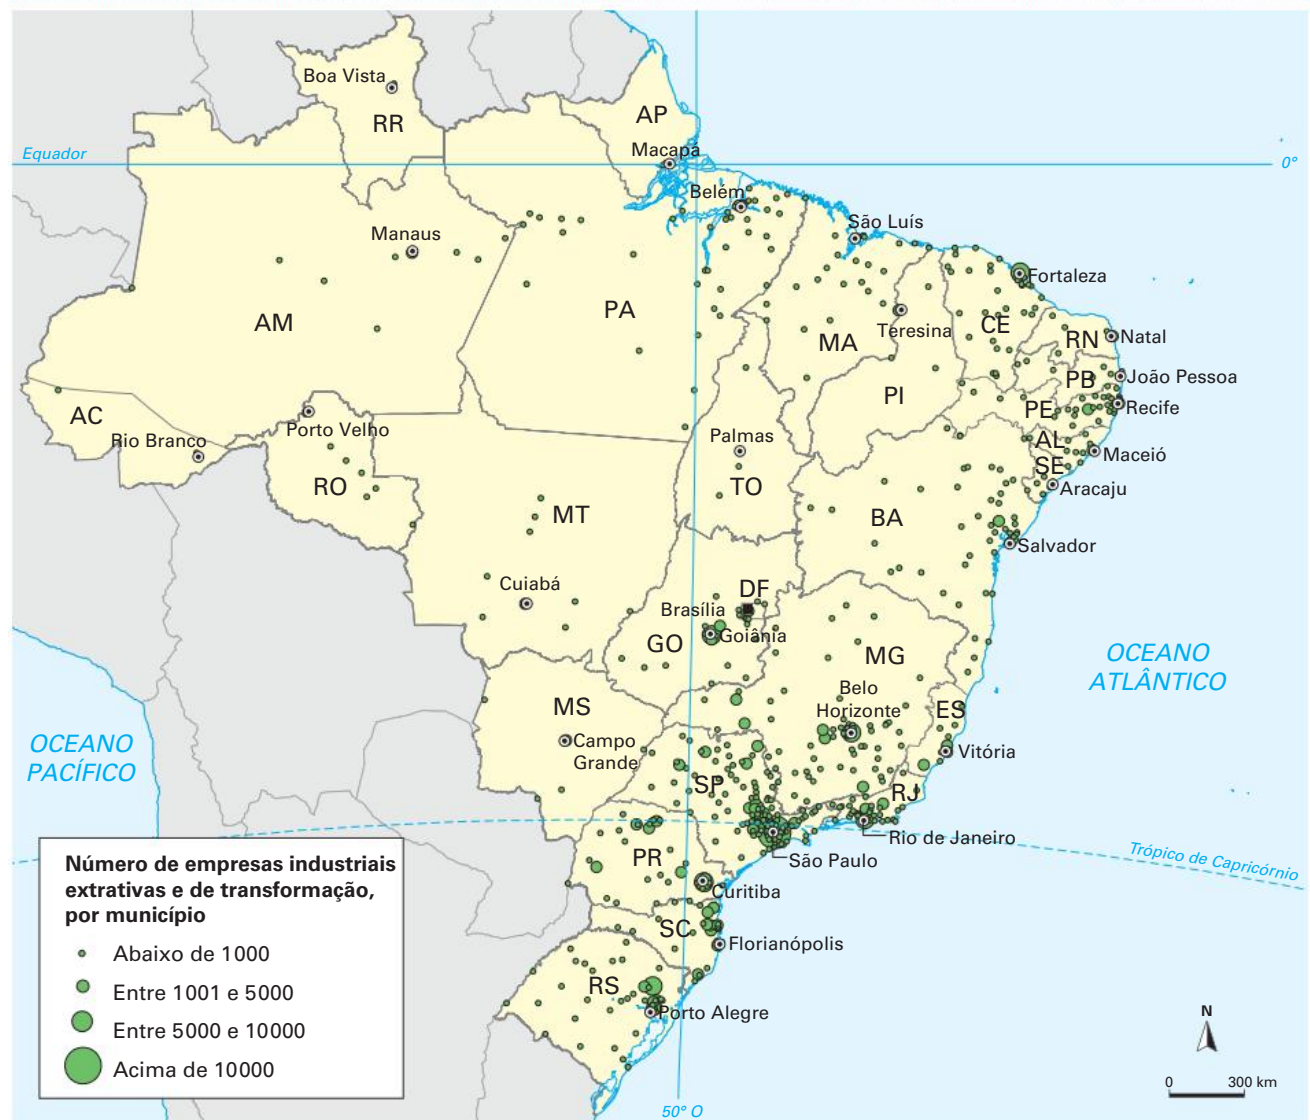 Boa Vista
RR
AP
Macapá
Equador
0°
Belém
São Luís
Manaus
Fortaleza
AM
PA
MA
Teresina
CE
RN
Natal
PB
João Pessoa
PI
PE
Recife
AC
Rio Branco
Porto Velho
Palmas
AL
Maceió
SE
Aracaju
RO
TO
MT
BA
Salvador
Cuiabá
DF
Brasília
GO
Goiânia
MG
OCEANO
ATLÂNTICO
Belo
Horizonte
MS
ES
OCEANO
PACÍFICO
Campo
Grande
Vitória
SP
RJ
Rio de Janeiro
São Paulo
Trópico de Capricórnio
PR
Curitiba
SC
Florianópolis
RS
Porto Alegre
Número de empresas industriais
extrativas e de transformação,
por município
Abaixo de 1000
Entre 1001 e 5000
Entre 5000 e 10000
Acima de 10000
N
0 300 km
50° O